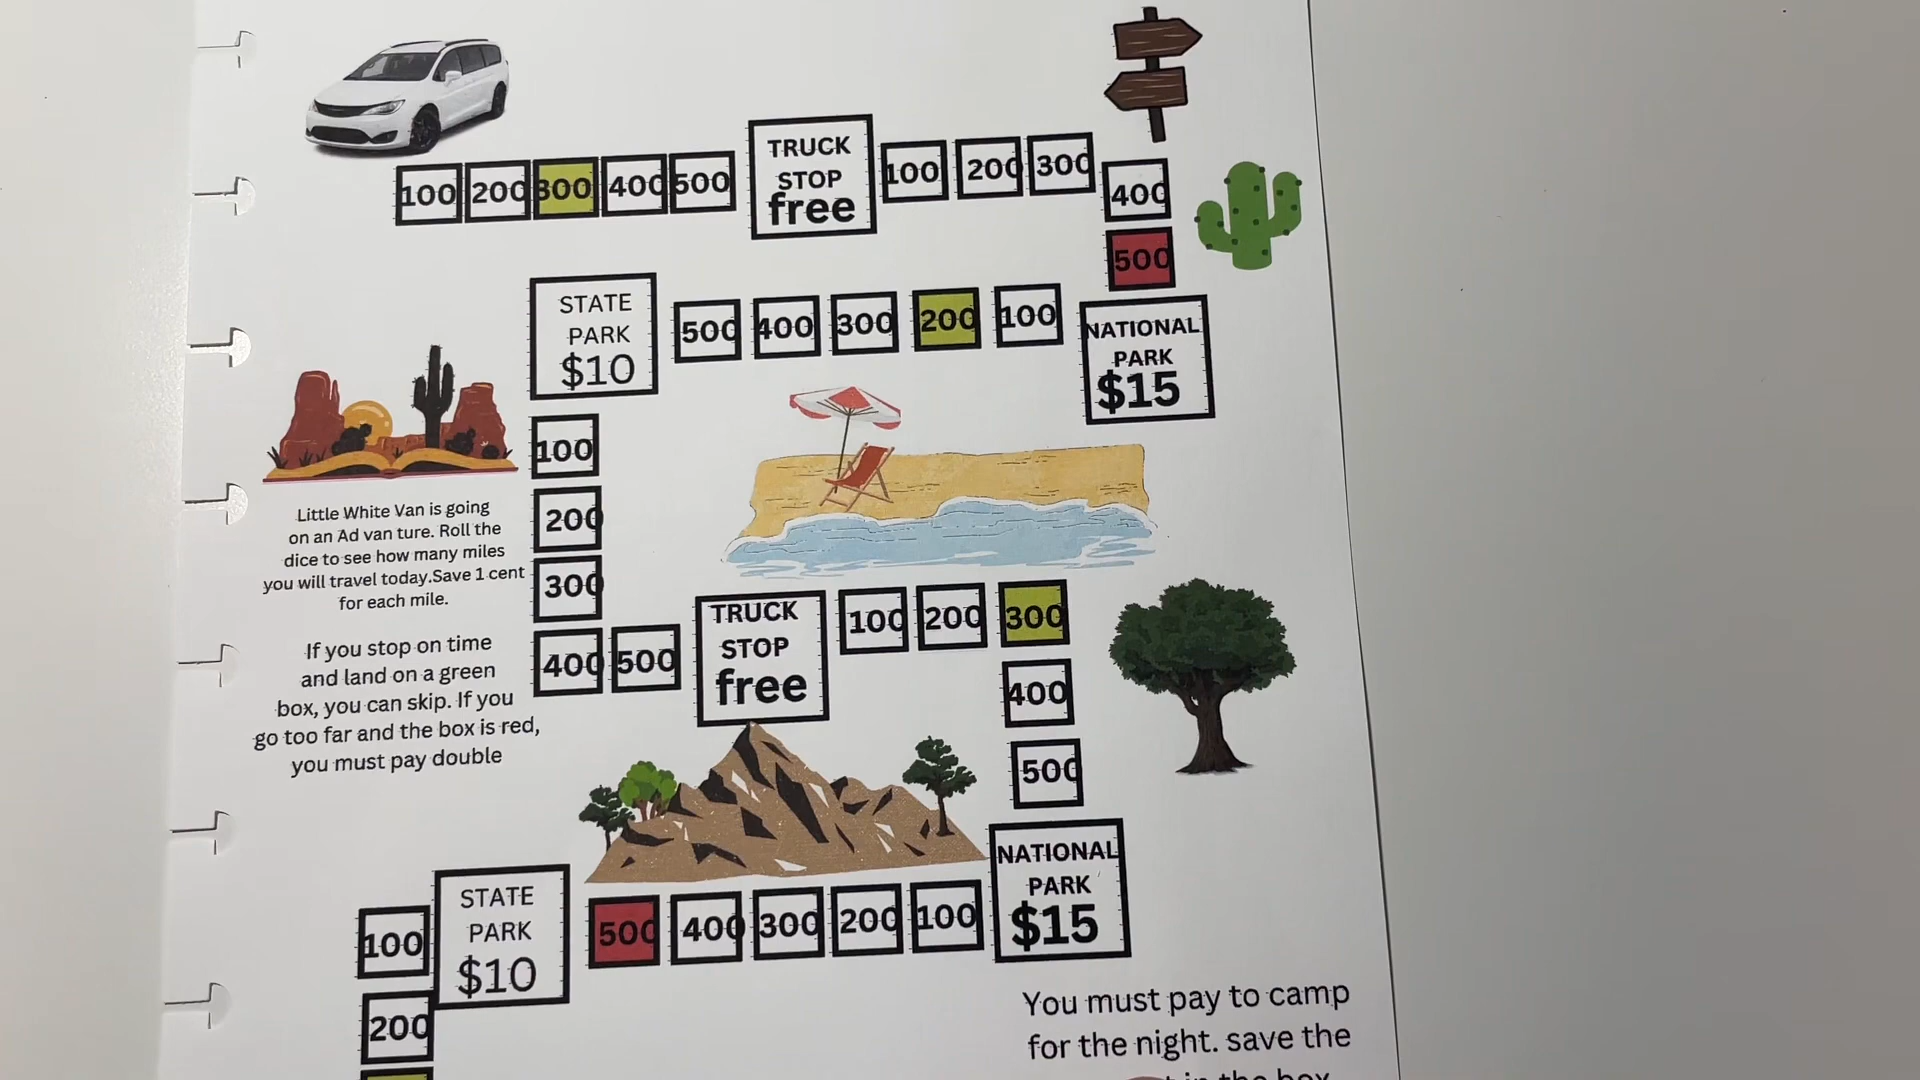 100 200 300 400 500
TRUCK
STOP
free
100 200 300
400
500
NATIONAL
PARK
$15
100
200
300
400
500
STATE
PARK
$10
100
200
300
400 500
TRUCK
STOP
free
100 200 300
400
500
NATIONAL
PARK
$15
100
200
300
400
500
STATE
PARK
$10
100
200
Little White Van is going
on an Ad van ture. Roll the
dice to see how many miles
you will travel today.Save 1 cent
for each mile.
If you stop on time
and land on a green
box, you can skip. If you
go too far and the box is red,
you must pay double
You must pay to camp
for the night. save the
in the box